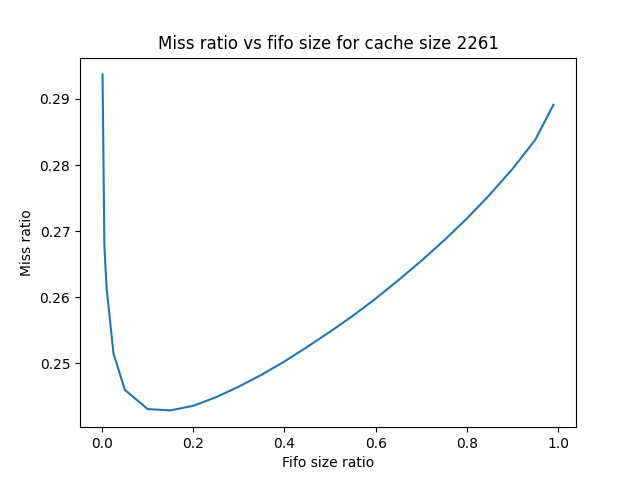 Miss ratio vs fifo size for cache size 2261
0.29
0.28
0.27
0.26
0.25
Miss ratio
0.0 0.2 0.4 0.6 0.8 1.0
Fifo size ratio